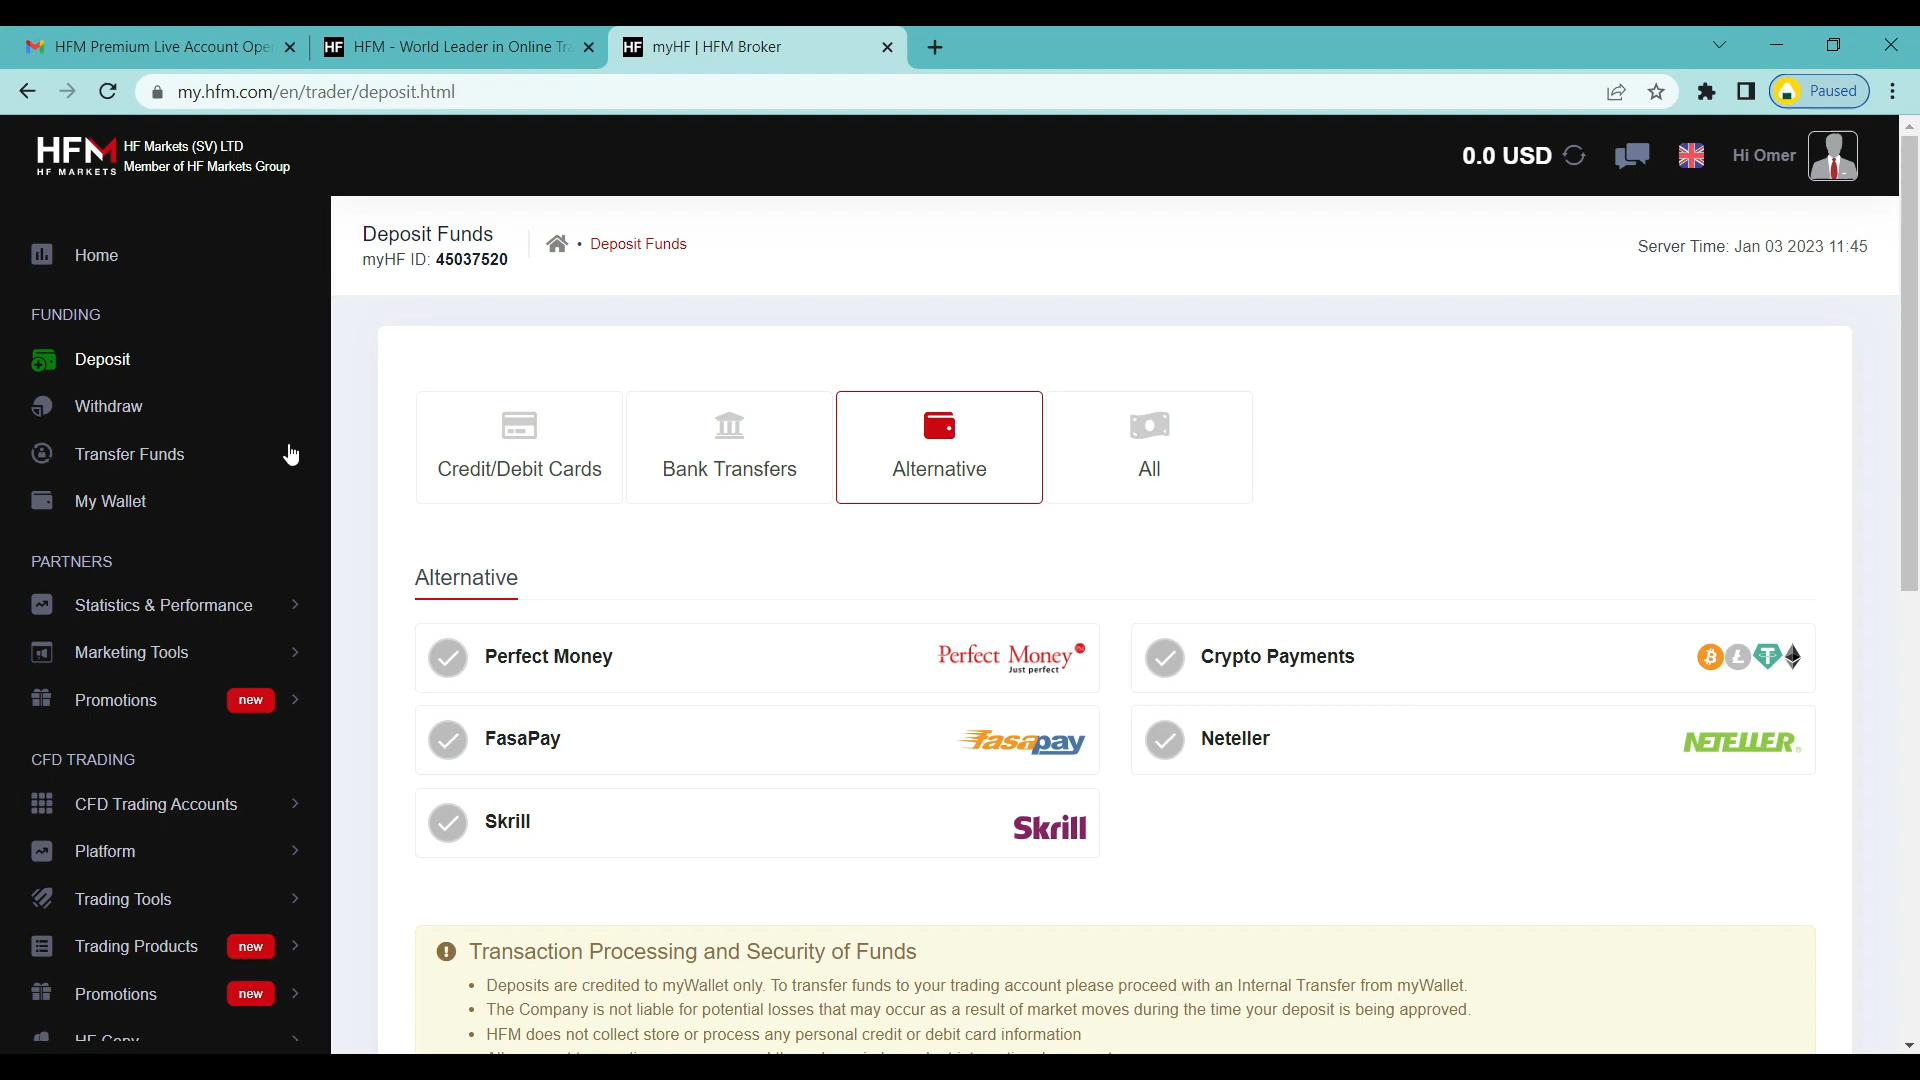 HFM Premium Live Account Ope
HFM - World Leader in Online Tra
myHF | HFM Broker
my.hfm.com/en/trader/deposit.html
Paused
HFM
HF MARKETS
HF Markets (SV) LTD
Member of HF Markets Group
0.0 USD
Hi Omer
Deposit Funds
myHF ID: 45037520
Deposit Funds
Server Time: Jan 03 2023 11:45
Home
FUNDING
Deposit
Withdraw
Transfer Funds
My Wallet
PARTNERS
Statistics & Performance
Marketing Tools
Promotions new
CFD TRADING
CFD Trading Accounts
Platform
Trading Tools
Trading Products new
Promotions new
HF Copy
Credit/Debit Cards
Bank Transfers
Alternative
All
Alternative
Perfect Money
Perfect Money
Just perfect
Crypto Payments
FasaPay
fasapay
Neteller
NETELLER
Skrill
Skrill
Transaction Processing and Security of Funds
• Deposits are credited to myWallet only. To transfer funds to your trading account please proceed with an Internal Transfer from myWallet.
• The Company is not liable for potential losses that may occur as a result of market moves during the time your deposit is being approved.
• HFM does not collect store or process any personal credit or debit card information